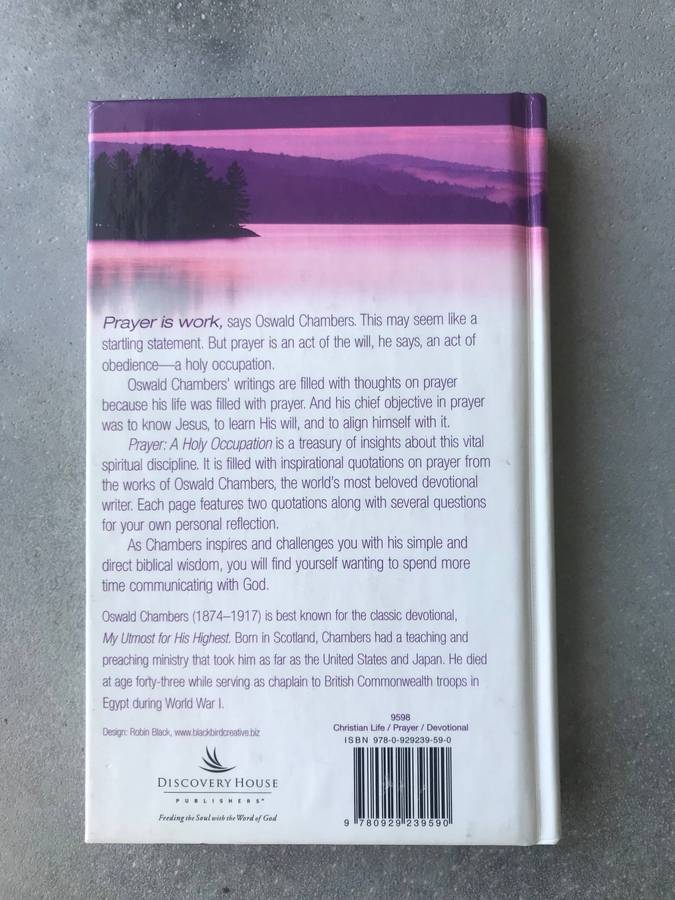 Prayer is work, says Oswald Chambers. This may seem like a
startling statement. But prayer is an act of the will, he says, an act of
obedience—a holy occupation.
Oswald Chambers' writings are filled with thoughts on prayer
because his life was filled with prayer. And his chief objective in prayer
was to know Jesus, to learn His will, and to align himself with it.
Prayer: A Holy Occupation is a treasury of insights about this vital
spiritual discipline. It is filled with inspirational quotations on prayer from
the works of Oswald Chambers, the world's most beloved devotional
writer. Each page features two quotations along with several questions
for your own personal reflection.
As Chambers inspires and challenges you with his simple and
direct biblical wisdom, you will find yourself wanting to spend more
time communicating with God.
Oswald Chambers (1874–1917) is best known for the classic devotional,
My Utmost for His Highest. Born in Scotland, Chambers had a teaching and
preaching ministry that took him as far as the United States and Japan. He died
at age forty-three while serving as chaplain to British Commonwealth troops in
Egypt during World War I.
Design: Robin Black, www.blackbirdcreative.biz
DISCOVERY HOUSE
PUBLISHERS
Feeding the Soul with the Word of God
9598
Christian Life / Prayer / Devotional
ISBN 978-0-929239-59-0
9 780929 239590